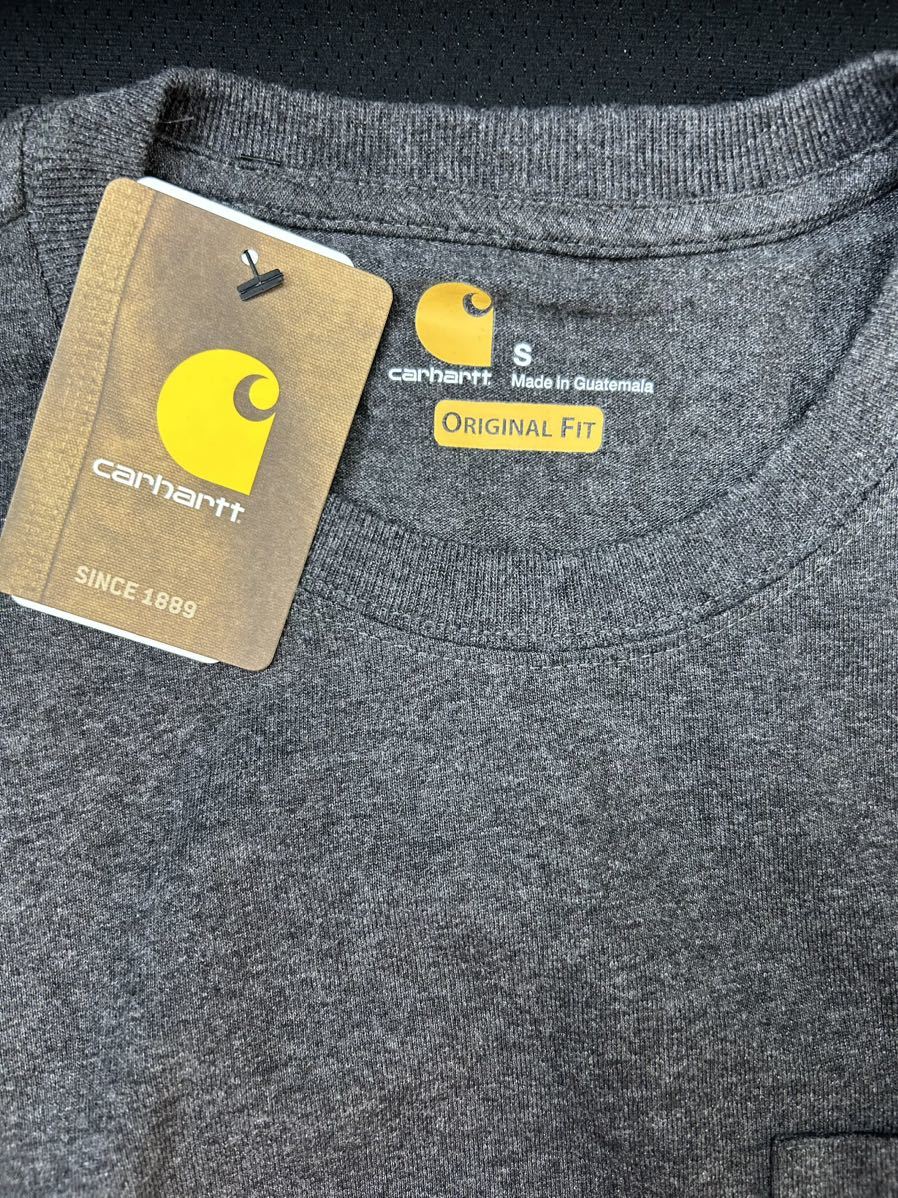 carhartt
SINCE 1889
carhartt
S
Made In Guatemala
ORIGINAL FIT